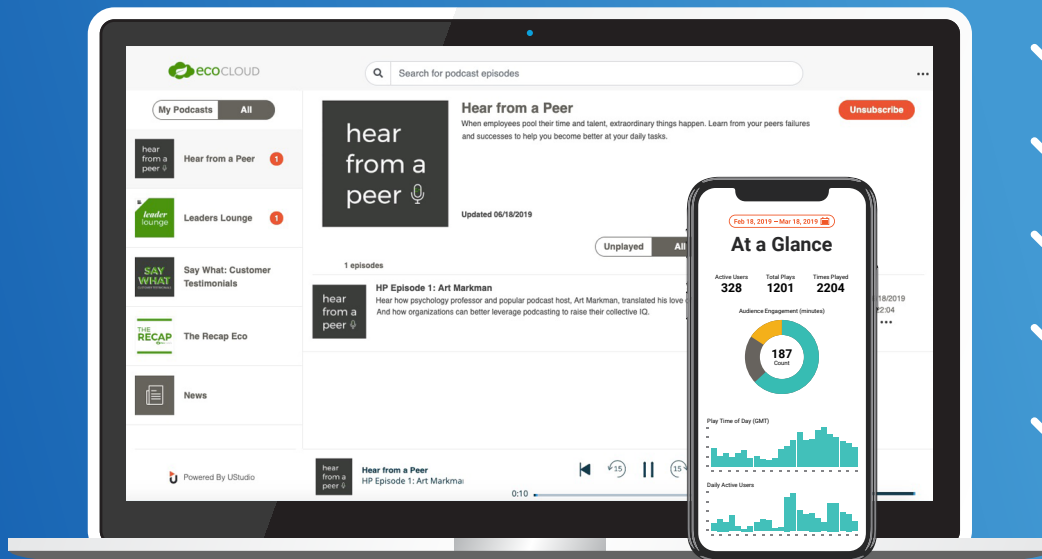 ecoCLOUD
Search for podcast episodes
My Podcasts All
hear
from a
peer
Hear from a Peer 1
leader
lounge
Leaders Lounge 1
SAY
WHAT
Say What: Customer
Testimonials
THE
RECAP
The Recap Eco
News
Powered By UStudio
hear
from a
peer
Hear from a Peer
When employees pool their time and talent, extraordinary things happen. Learn from your peers failures
and successes to help you become better at your daily tasks.
Updated 06/18/2019
Unsubscribe
Unplayed All
1 episodes
hear
from a
peer
HP Episode 1: Art Markman
Hear how psychology professor and popular podcast host, Art Markman, translated his love
And how organizations can better leverage podcasting to raise their collective IQ.
18/2019
22:04
hear
from a
peer
Hear from a Peer
HP Episode 1: Art Markman
15
15
0:10
Feb 18, 2019 – Mar 18, 2019
At a Glance
Active Users Total Plays Times Played
328 1201 2204
Audience Engagement (minutes)
187
Count
Play Time of Day (GMT)
Daily Active Users